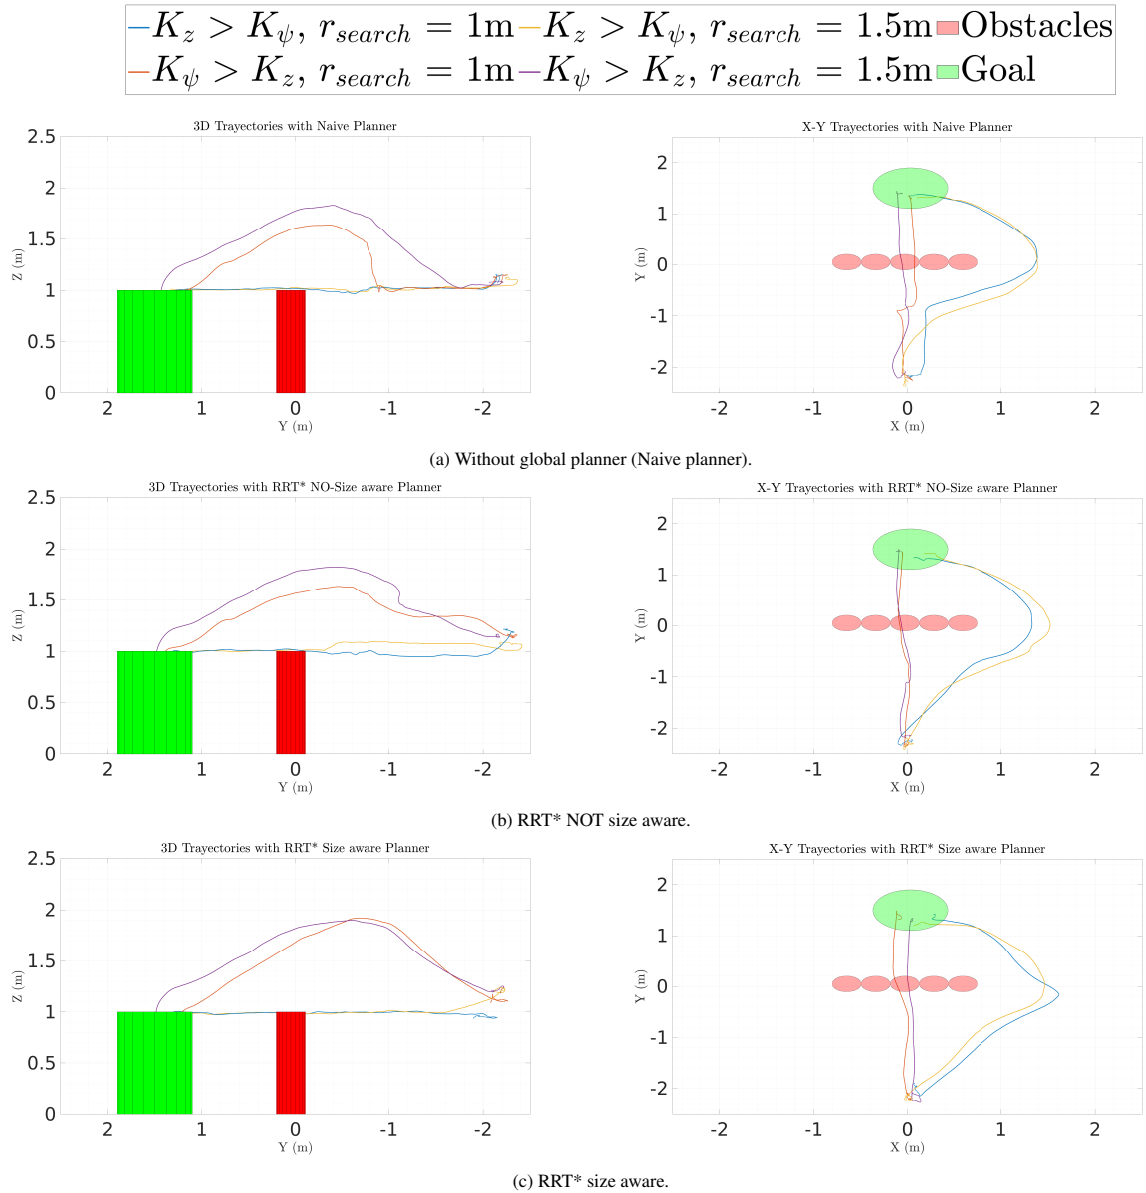 K_z > K_ψ, r_search = 1m K_z > K_ψ, r_search = 1.5m Obstacles
K_ψ > K_z, r_search = 1m K_ψ > K_z, r_search = 1.5m Goal
3D Trayectories with Naive Planner
2.5
2
1.5
1
0.5
0
Z (m)
2 1 0 -1 -2
Y (m)
X-Y Trayectories with Naive Planner
2
1
0
-1
-2
Y (m)
-2 -1 0 1 2
X (m)
(a) Without global planner (Naive planner).
3D Trayectories with RRT* NO-Size aware Planner
2.5
2
1.5
1
0.5
0
Z (m)
2 1 0 -1 -2
Y (m)
X-Y Trayectories with RRT* NO-Size aware Planner
2
1
0
-1
-2
Y (m)
-2 -1 0 1 2
X (m)
(b) RRT* NOT size aware.
3D Trayectories with RRT* Size aware Planner
2.5
2
1.5
1
0.5
0
Z (m)
2 1 0 -1 -2
Y (m)
X-Y Trayectories with RRT* Size aware Planner
2
1
0
-1
-2
Y (m)
-2 -1 0 1 2
X (m)
(c) RRT* size aware.